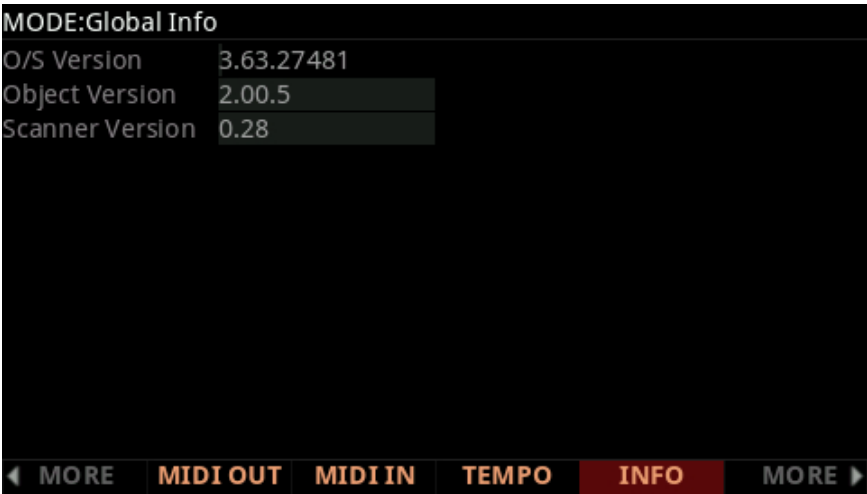 MODE:Global Info
O/S Version 3.63.27481
Object Version 2.00.5
Scanner Version 0.28
MORE MIDI OUT MIDI IN TEMPO INFO MORE